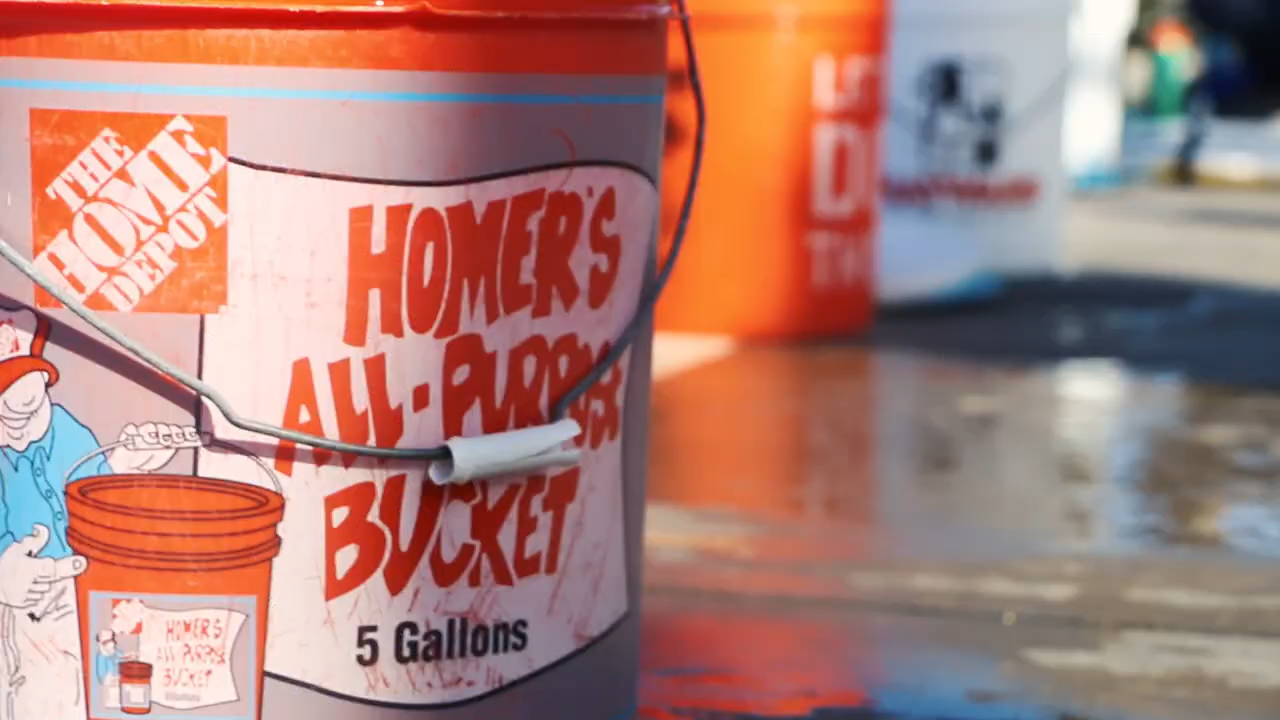 THE
HOME
DEPOT
HOMER'S
ALL-PURPOSE
BUCKET
5 Gallons
HOMER'S
ALL-PURPOSE
BUCKET